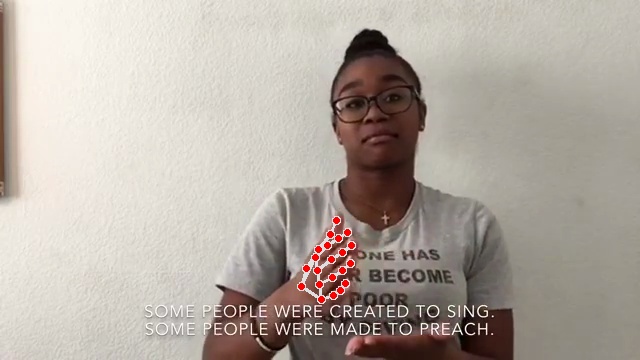 ONE HAS
R BECOME
POOR
SOME PEOPLE WERE CREATED TO SING.
SOME PEOPLE WERE MADE TO PREACH.